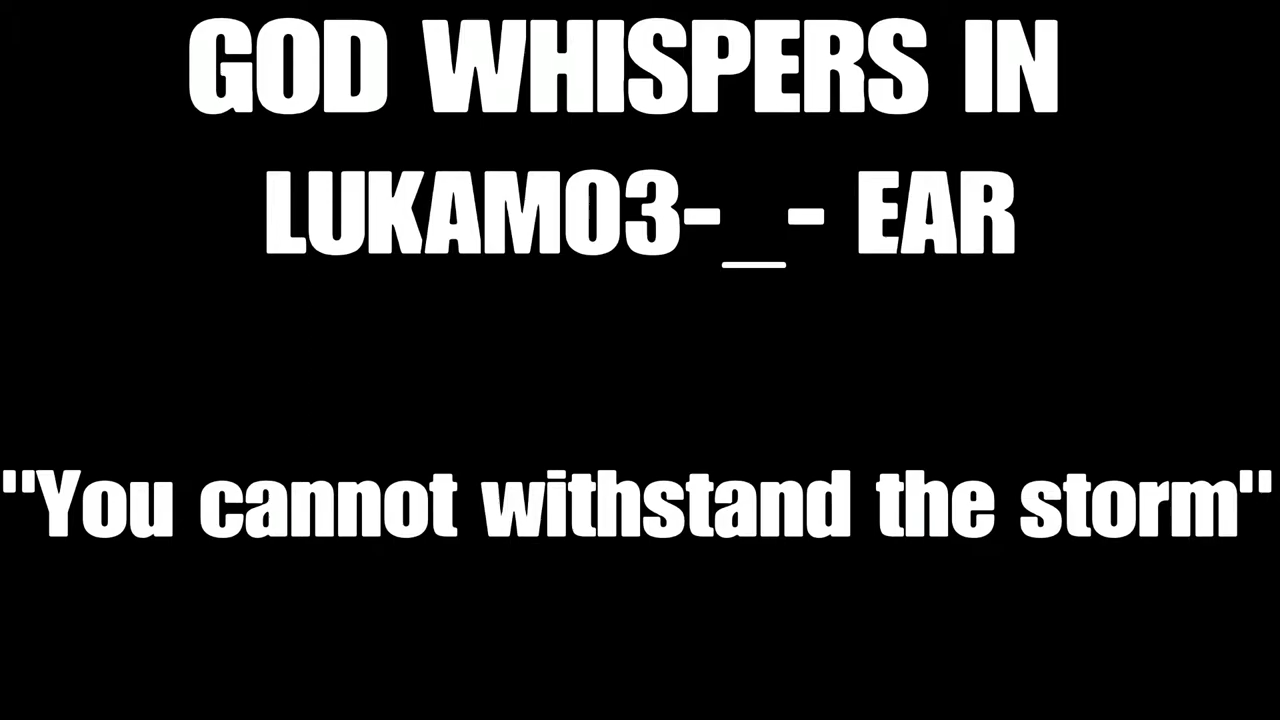 GOD WHISPERS IN
LUKAM03-_- EAR
"You cannot withstand the storm"